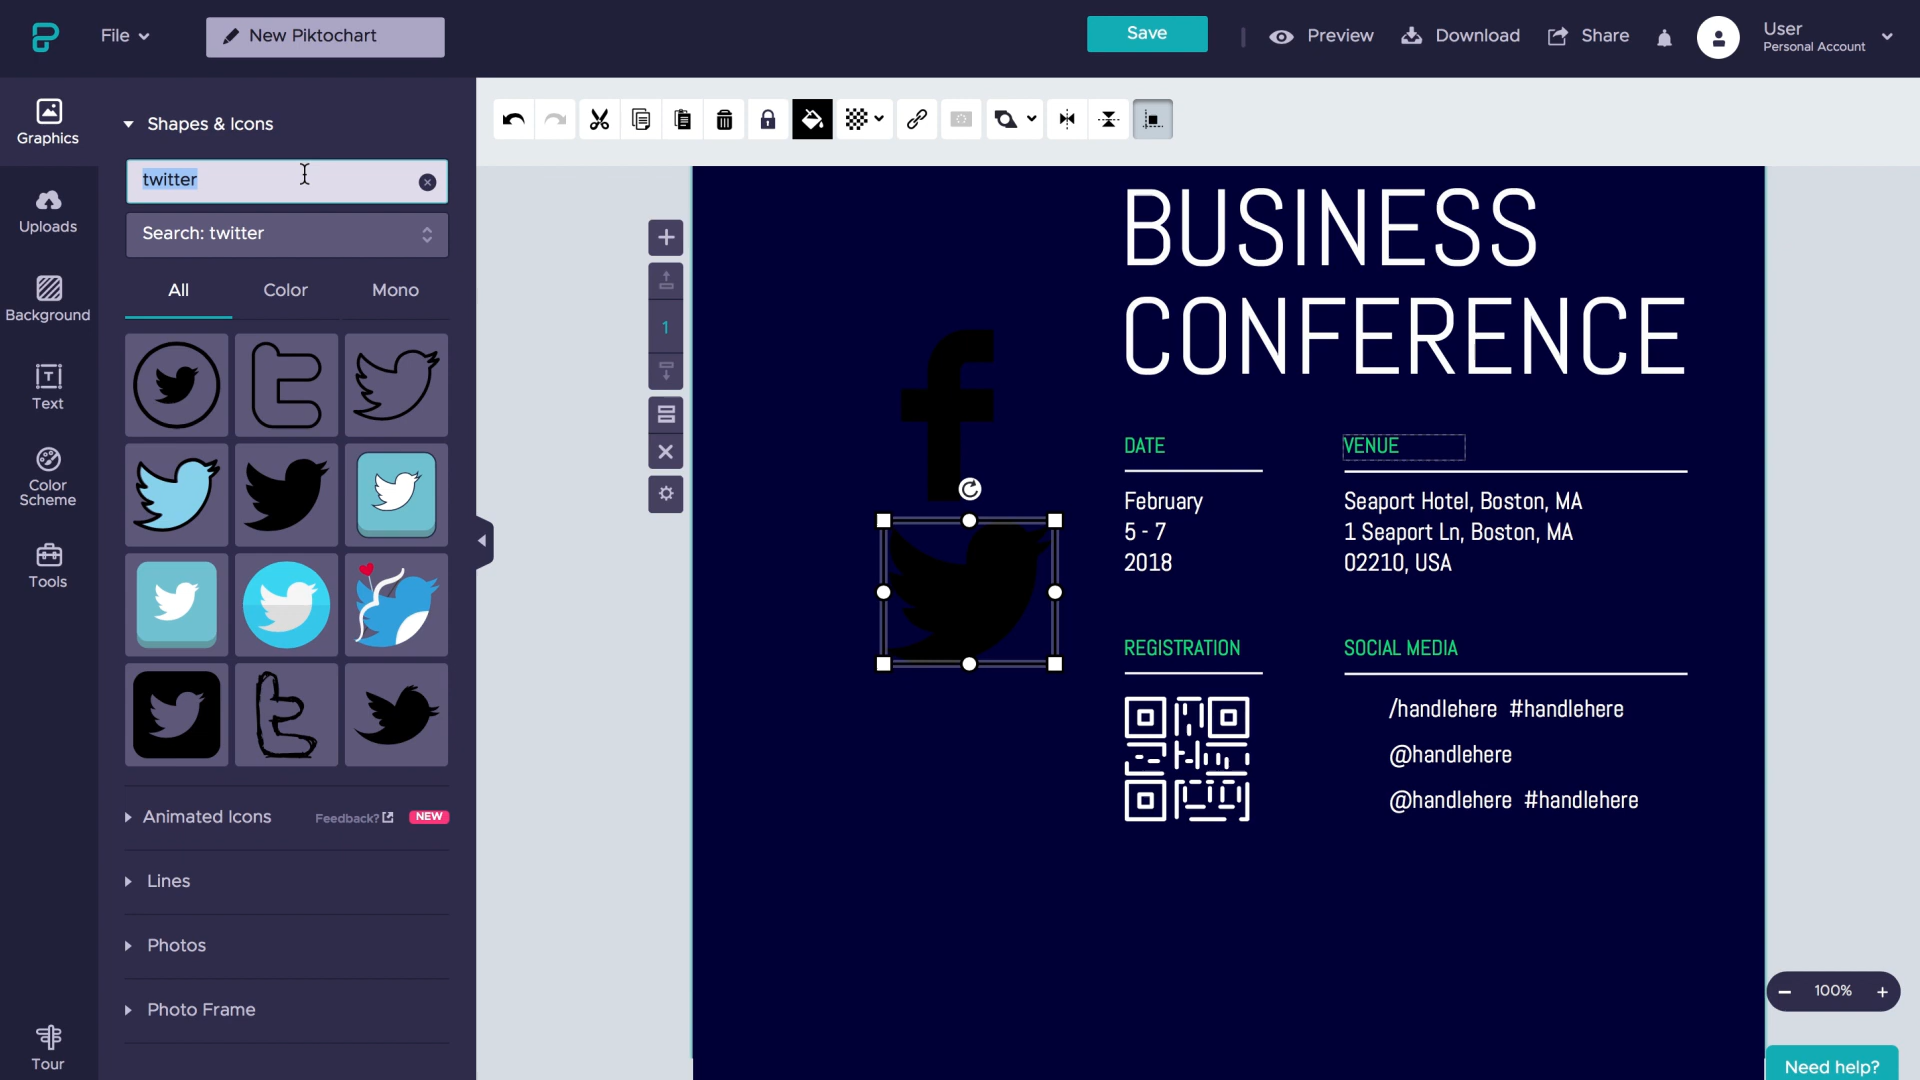 File
New Piktochart
Save
Preview
Download
Share
User
Personal Account
Graphics
Uploads
Background
Text
Color
Scheme
Tools
Tour
Shapes & Icons
twitter
Search: twitter
All
Color
Mono
Animated Icons
Feedback?
NEW
Lines
Photos
Photo Frame
1
BUSINESS
CONFERENCE
DATE
VENUE
February
5 - 7
2018
Seaport Hotel, Boston, MA
1 Seaport Ln, Boston, MA
02210, USA
REGISTRATION
SOCIAL MEDIA
/handlehere #handlehere
@handlehere
@handlehere #handlehere
100%
Need help?